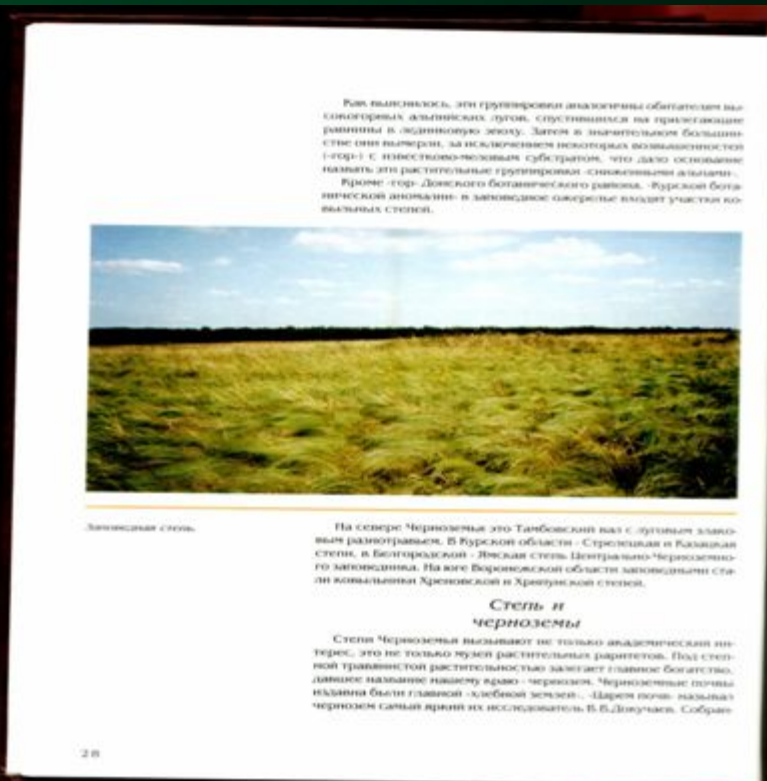 Как выяснилось, эти группировки аналогичны обитателям вы-
сокогорных альпийских лугов, спустившихся на прилегающие
равнины в ледниковую эпоху. Затем в значительном большин-
стве они вымерли, за исключением некоторых возвышенностей
(«гор») с известково-меловым субстратом, что дало основание
назвать эти растительные группировки «сниженными альпами».
Кроме «гор» Донского ботанического района, «Курской бота-
нической аномалии» в заповедное ожерелье входят участки ко-
выльных степей.
Заповедная степь.
На севере Черноземья это Тамбовский вал с луговым злако-
вым разнотравьем. В Курской области - Стрелецкая и Казацкая
степи, в Белгородской - Ямская степь Центрально-Черноземно-
го заповедника. На юге Воронежской области заповедными ста-
ли ковыльники Хреновской и Хрипунской степей.
Степь и
черноземы
Степи Черноземья вызывают не только академический ин-
терес, это не только музей растительных раритетов. Под степ-
ной травянистой растительностью залегает главное богатство,
давшее название нашему краю - чернозем. Черноземные почвы
издавна были главной «хлебной землей». «Царем почв» называл
чернозем самый яркий их исследователь В.В.Докучаев. Собран-
28